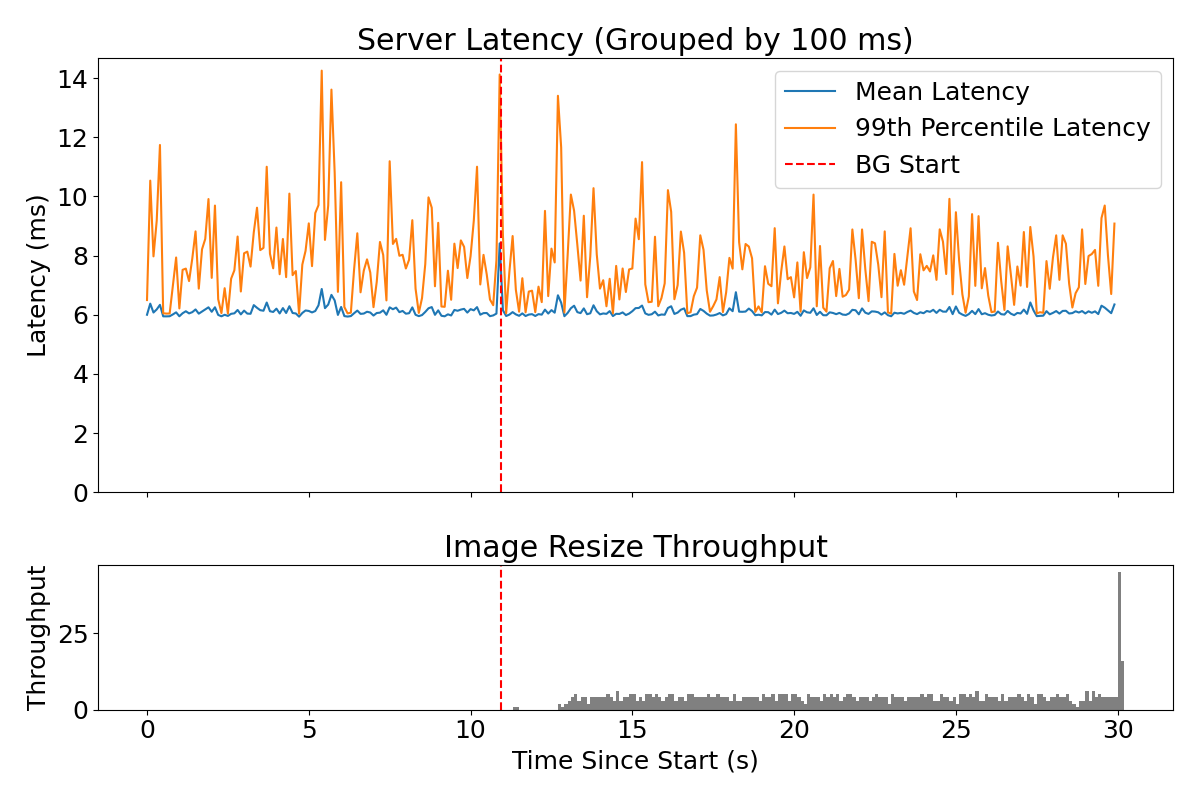 Server Latency (Grouped by 100 ms)
Latency (ms)
14
12
10
8
6
4
2
0
Mean Latency
99th Percentile Latency
BG Start
Image Resize Throughput
Throughput
25
0
0 5 10 15 20 25 30
Time Since Start (s)